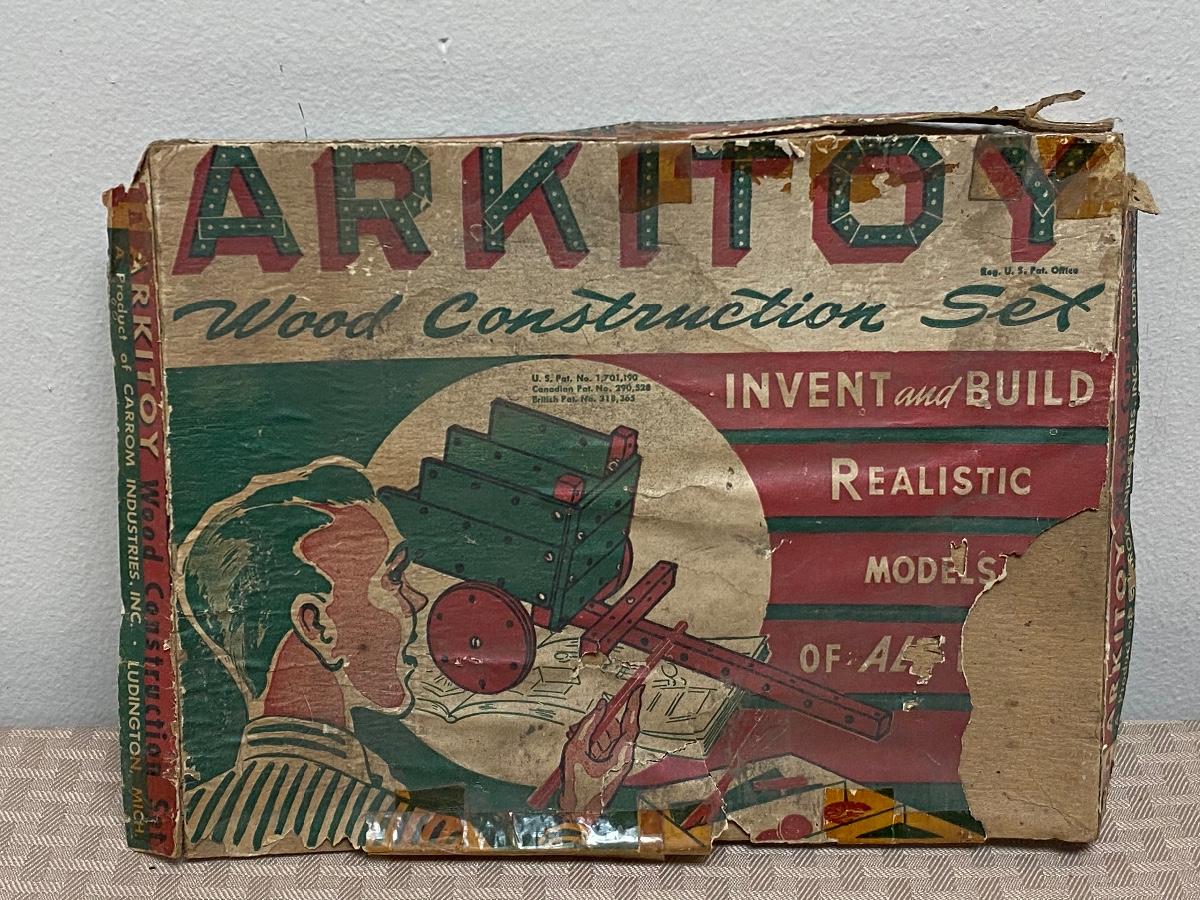 ARKITOY
Reg. U. S. Pat. Office
Wood Construction Set
U. S. Pat. No. 1,701,190
Canadian Pat. No. 290,528
British Pat. No. 318,365
INVENT and BUILD
REALISTIC
MODELS
OF
ARKITOY Wood Construction Set
A Product of CARROM INDUSTRIES, INC. · LUDINGTON, MICH.
ARKITOY